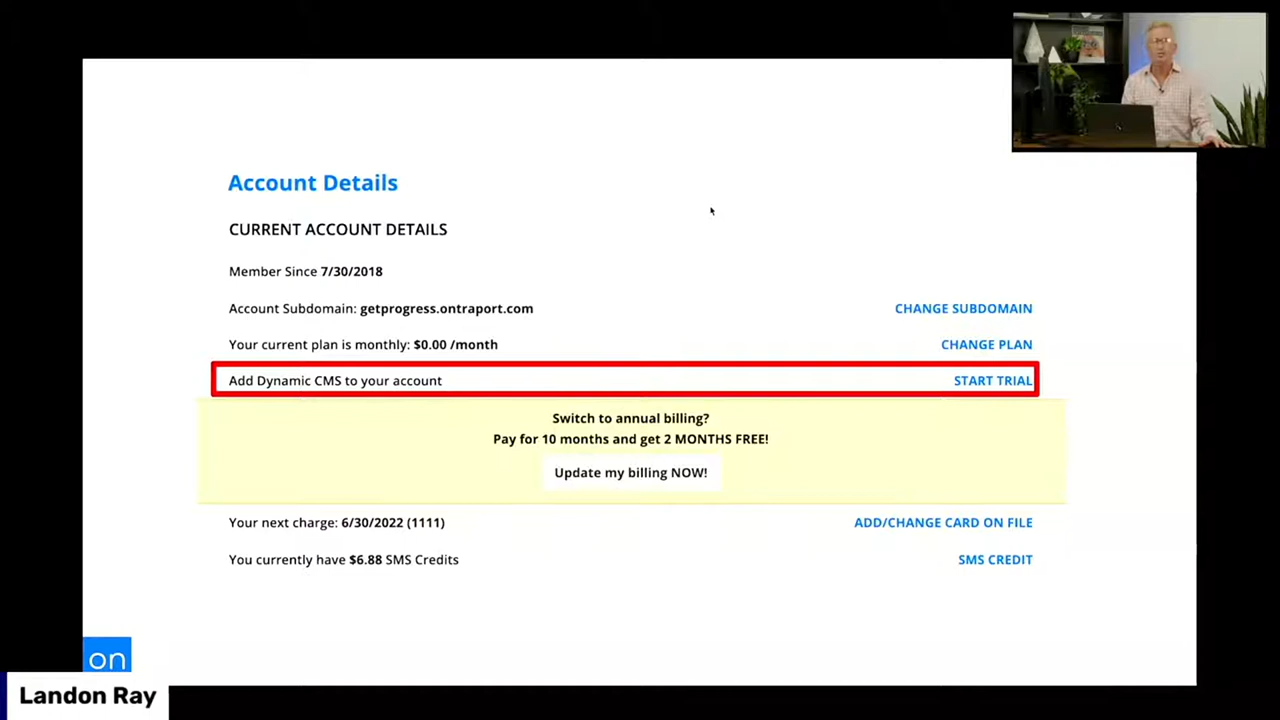 Account Details
CURRENT ACCOUNT DETAILS
Member Since 7/30/2018
Account Subdomain: getprogress.ontraport.com CHANGE SUBDOMAIN
Your current plan is monthly: $0.00 /month CHANGE PLAN
Add Dynamic CMS to your account START TRIAL
Switch to annual billing?
Pay for 10 months and get 2 MONTHS FREE!
Update my billing NOW!
Your next charge: 6/30/2022 (1111) ADD/CHANGE CARD ON FILE
You currently have $6.88 SMS Credits SMS CREDIT
on
Landon Ray